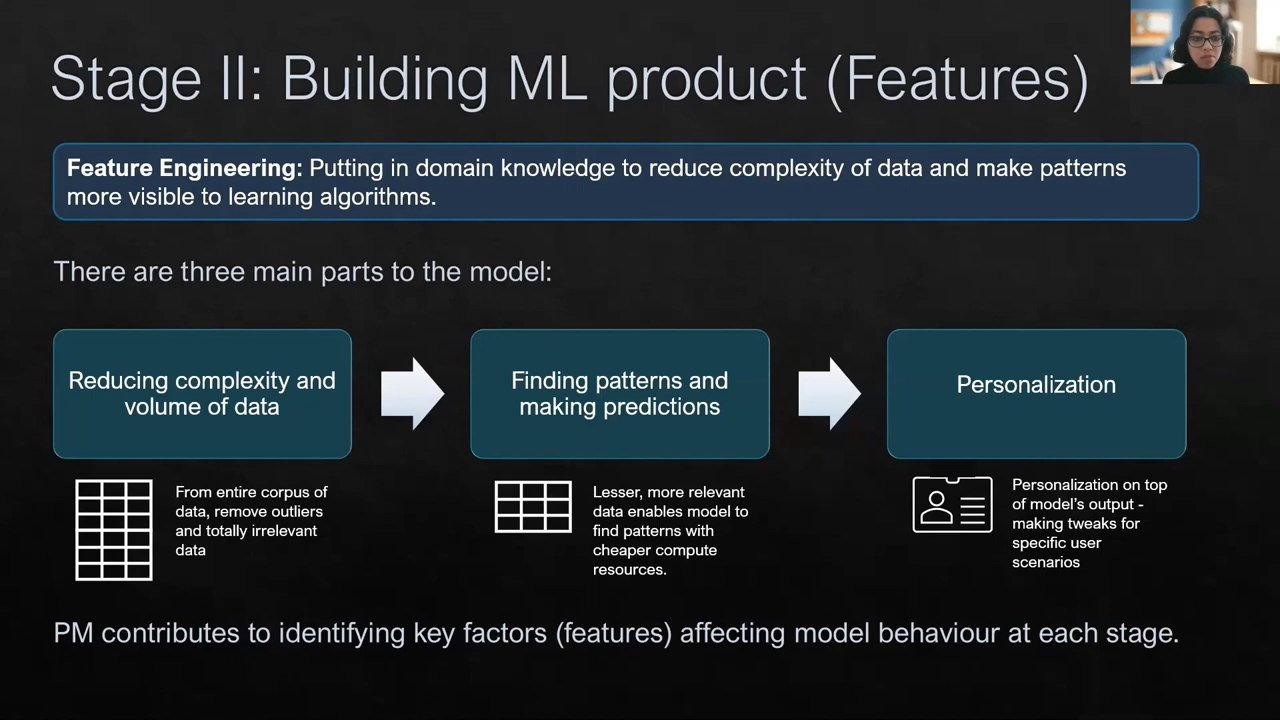 Stage II: Building ML product (Features)
Feature Engineering: Putting in domain knowledge to reduce complexity of data and make patterns
more visible to learning algorithms.
There are three main parts to the model:
Reducing complexity and
volume of data
Finding patterns and
making predictions
Personalization
From entire corpus of
data, remove outliers
and totally irrelevant
data
Lesser, more relevant
data enables model to
find patterns with
cheaper compute
resources.
Personalization on top
of model’s output -
making tweaks for
specific user
scenarios
PM contributes to identifying key factors (features) affecting model behaviour at each stage.